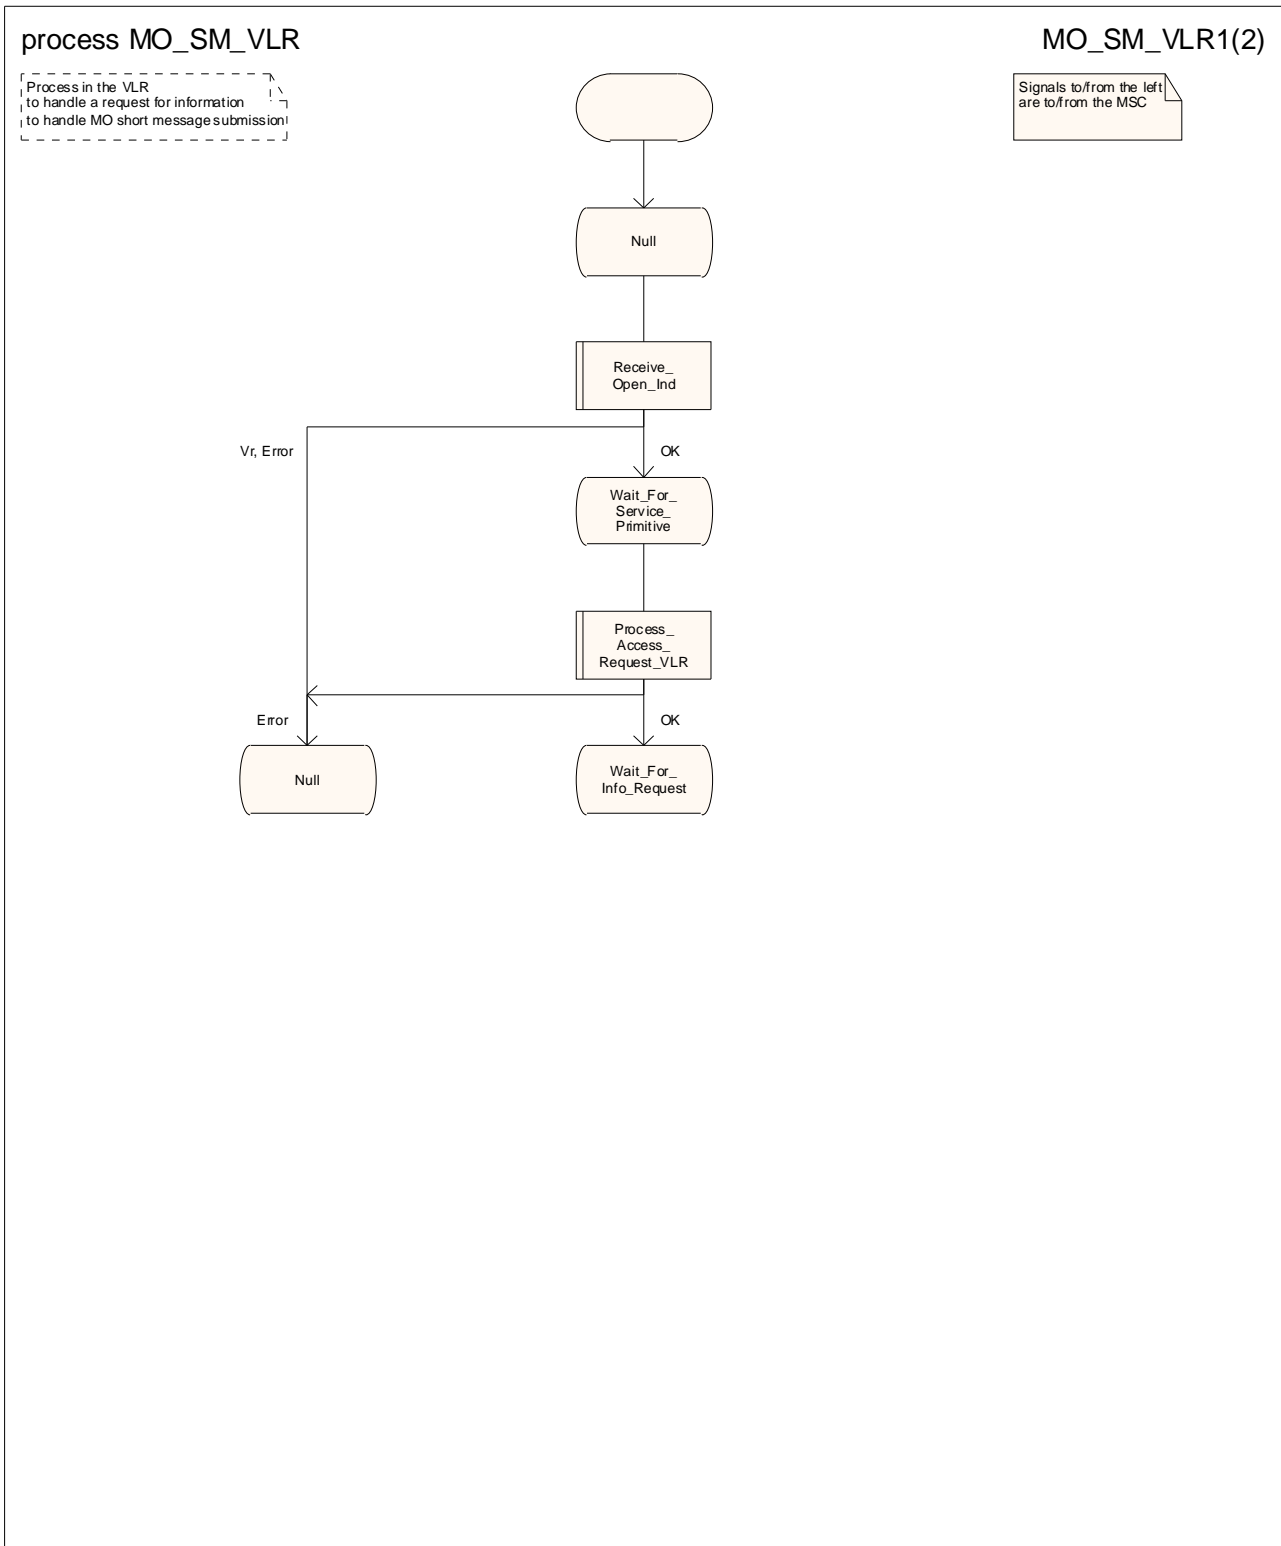 process MO_SM_VLR
MO_SM_VLR1(2)
Process in the VLR
to handle a request for information
to handle MO short message submission
Signals to/from the left
are to/from the MSC
Null
Receive_
Open_Ind
Vr, Error
OK
Wait_For_
Service_
Primitive
Process_
Access_
Request_VLR
Error
OK
Null
Wait_For_
Info_Request